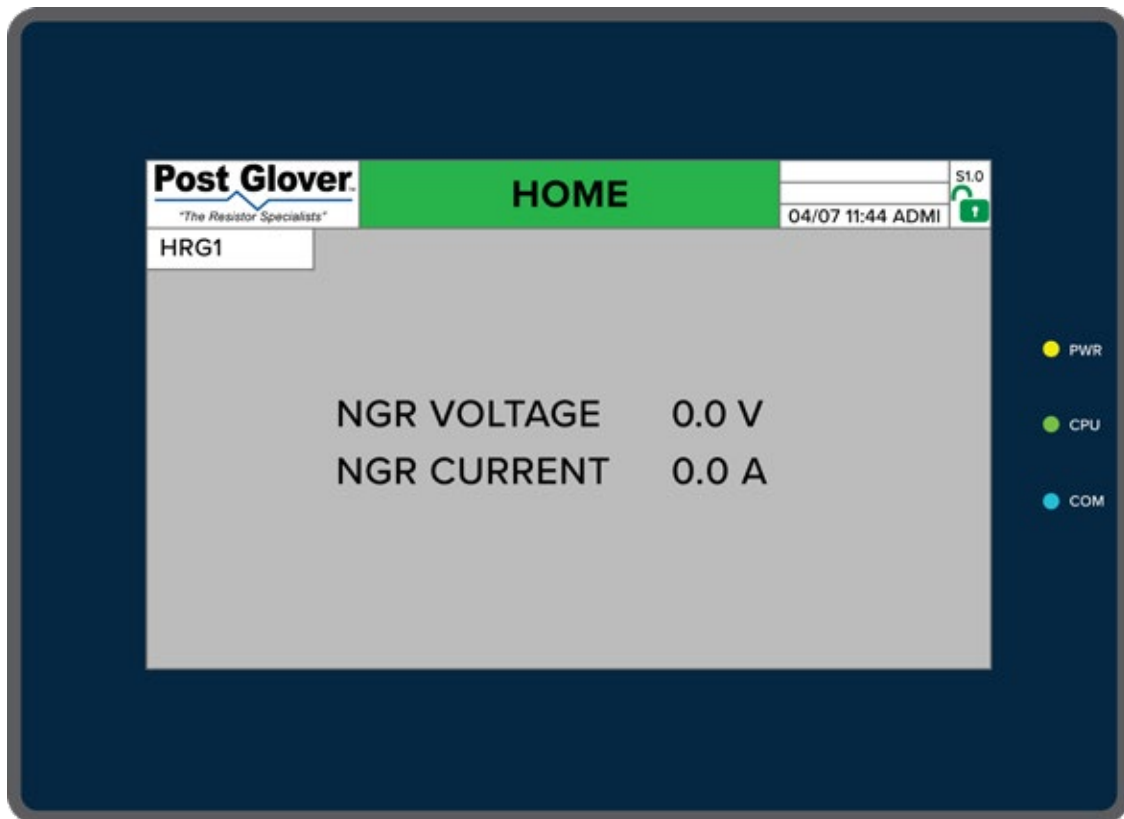 Post Glover™
"The Resistor Specialists"
HOME
S1.0
04/07 11:44 ADMI
HRG1
NGR VOLTAGE 0.0 V
NGR CURRENT 0.0 A
PWR
CPU
COM